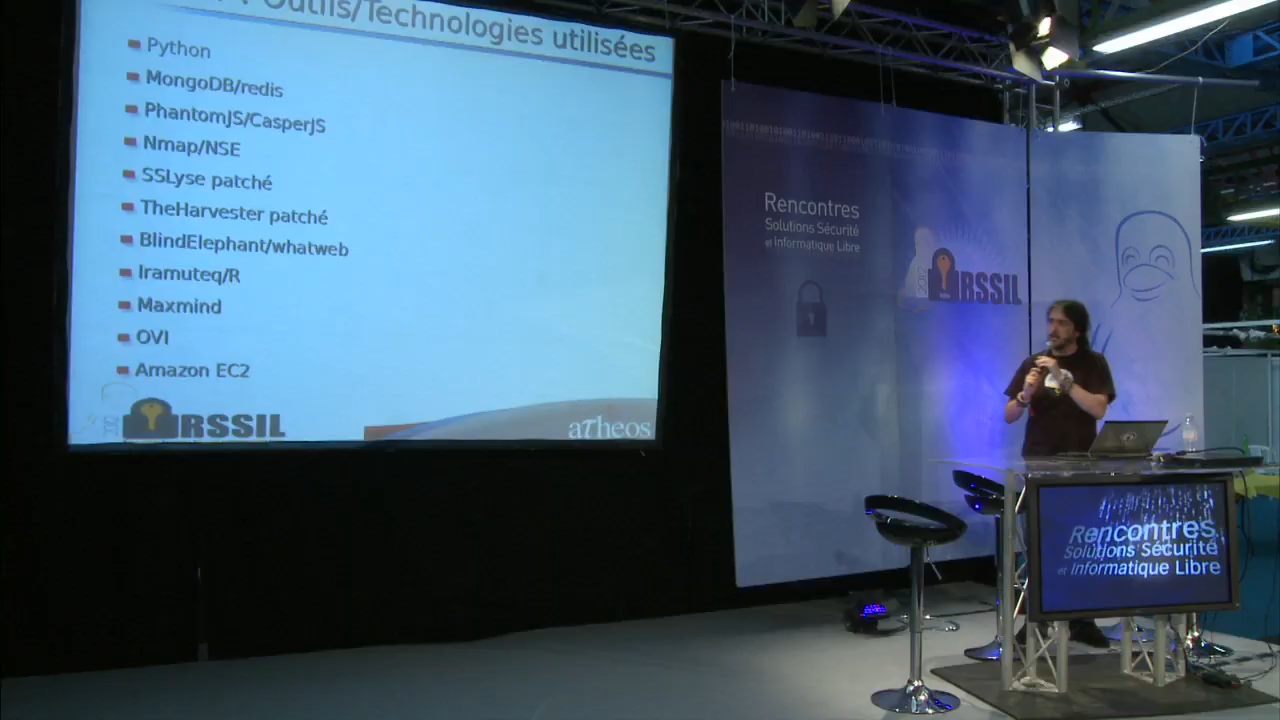 Outils/Technologies utilisées
Python
MongoDB/redis
PhantomJS/CasperJS
Nmap/NSE
SSLyse patché
TheHarvester patché
BlindElephant/whatweb
Iramuteq/R
Maxmind
OVI
Amazon EC2
RSSIL
aTheos
Rencontres
Solutions Sécurité
et Informatique Libre
RSSIL
Rencontres
Solutions Sécurité
et Informatique Libre